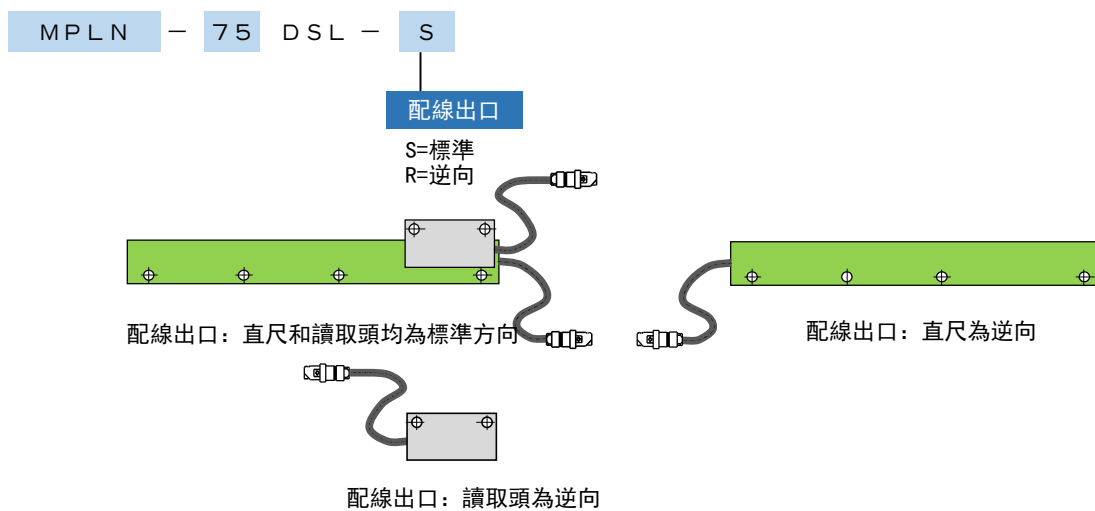 MPLN － 75 DSL － S
配線出口
S=標準
R=逆向
配線出口：直尺和讀取頭均為標準方向
配線出口：直尺為逆向
配線出口：讀取頭為逆向